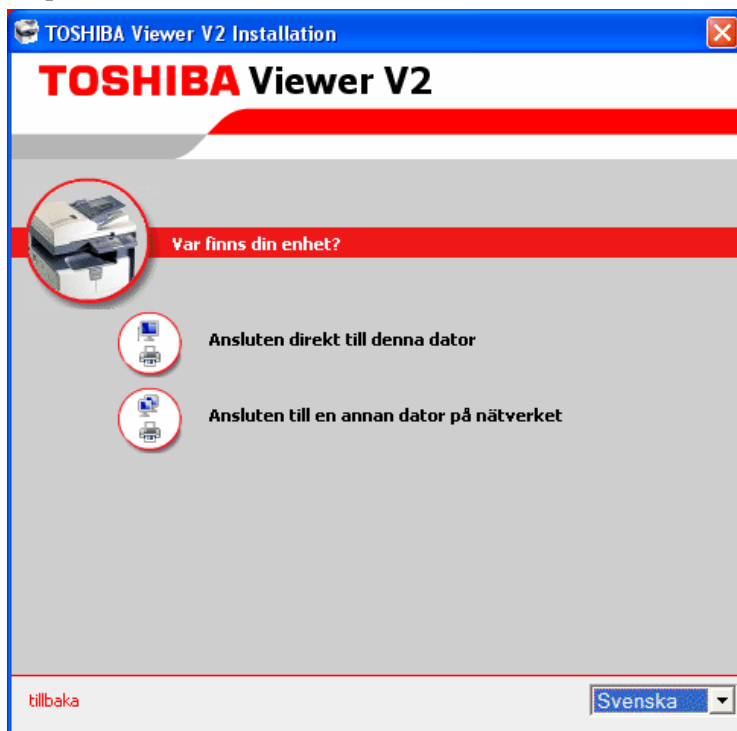 TOSHIBA Viewer V2 Installation
TOSHIBA Viewer V2
Var finns din enhet?
Ansluten direkt till denna dator
Ansluten till en annan dator på nätverket
tillbaka
Svenska